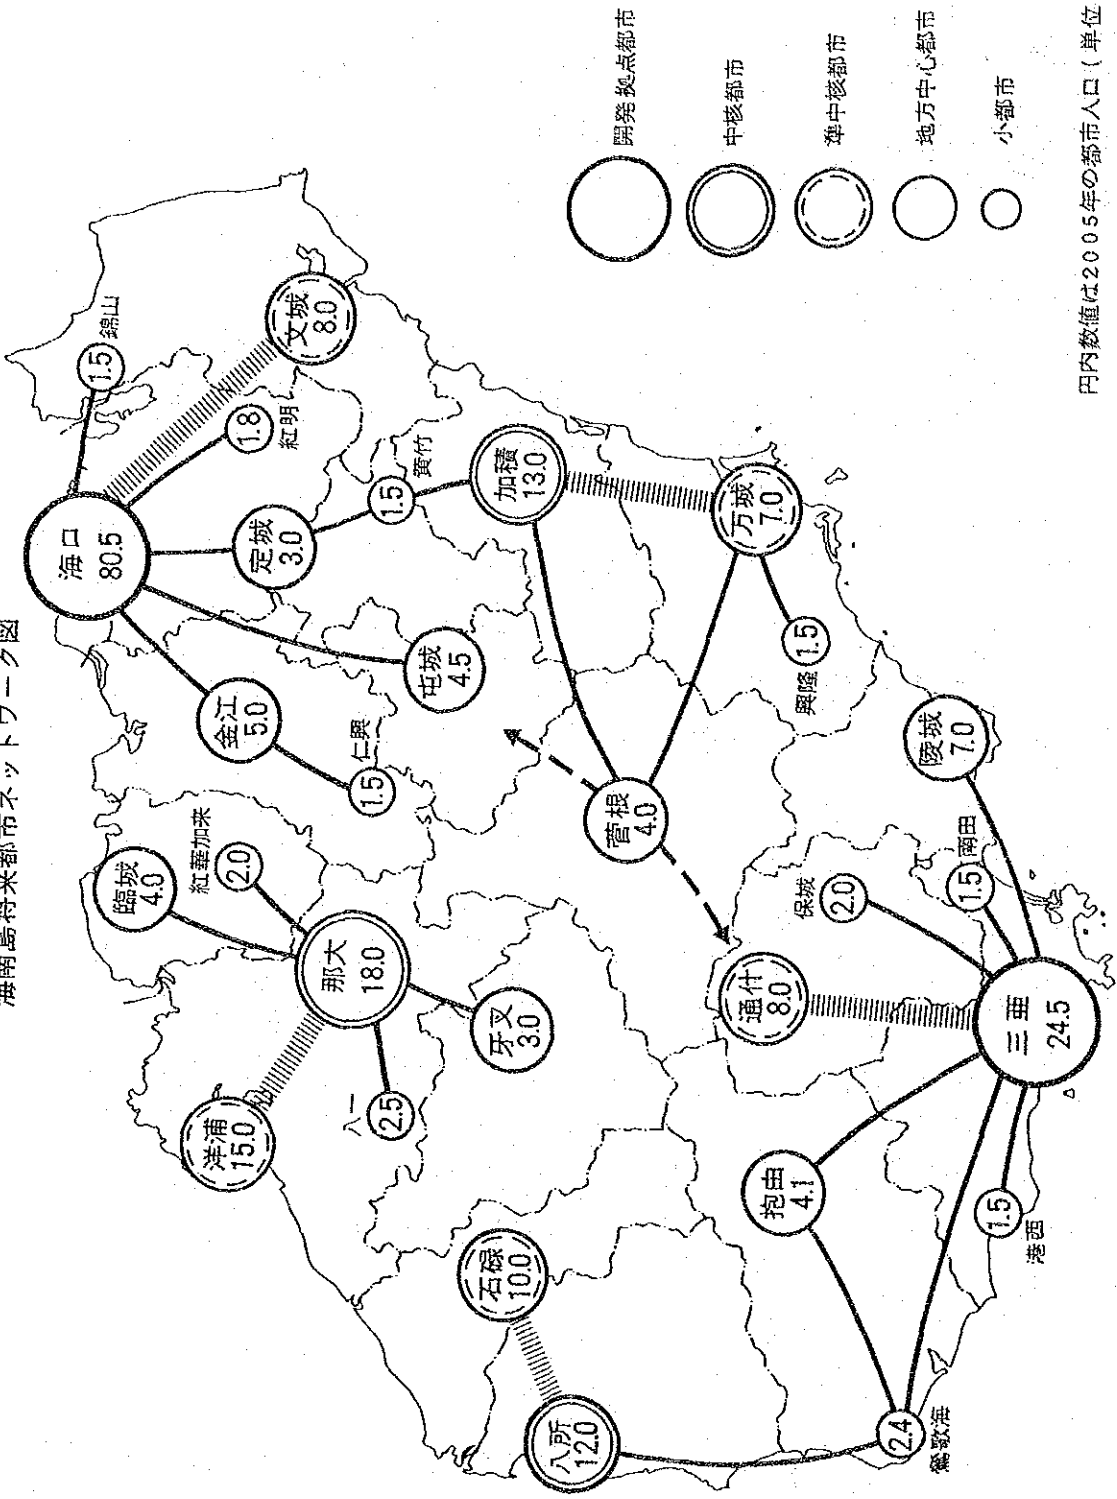 海南島将来都市ネットワーク図
海口
80.5
1.5
錦山
文城
8.0
1.8
紅明
定城
3.0
1.5
黄竹
加積
13.0
金江
5.0
屯城
4.5
1.5
仁興
万城
7.0
1.5
興隆
菅根
4.0
陵城
7.0
臨城
4.0
紅華加来
2.0
那大
18.0
洋浦
15.0
八一
2.5
牙叉
3.0
保城
2.0
1.5
南田
通什
8.0
三亜
24.5
石碌
10.0
八所
12.0
抱由
4.1
2.4
鶯歌海
1.5
港西
開発拠点都市
中核都市
準中核都市
地方中心都市
小都市
円内数値は2005年の都市人口(単位